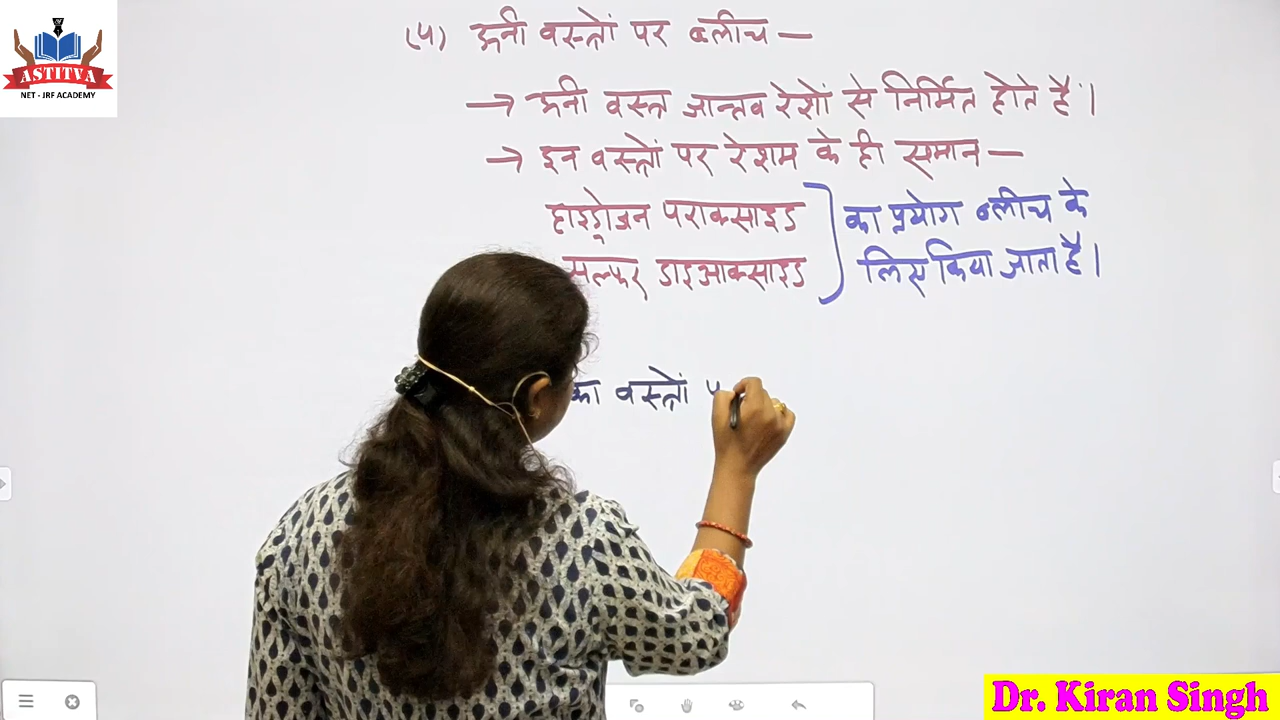 ASTITVA
NET - JRF ACADEMY
(५) ऊनी वस्त्रों पर ब्लीच —
→ ऊनी वस्त्र जान्तव रेशों से निर्मित होते हैं।
→ इन वस्त्रों पर रेशम के ही समान —
हाइड्रोजन पराक्साइड का प्रयोग ब्लीच के
सल्फर डाइआक्साइड लिए किया जाता है।
का वस्त्रों
Dr. Kiran Singh